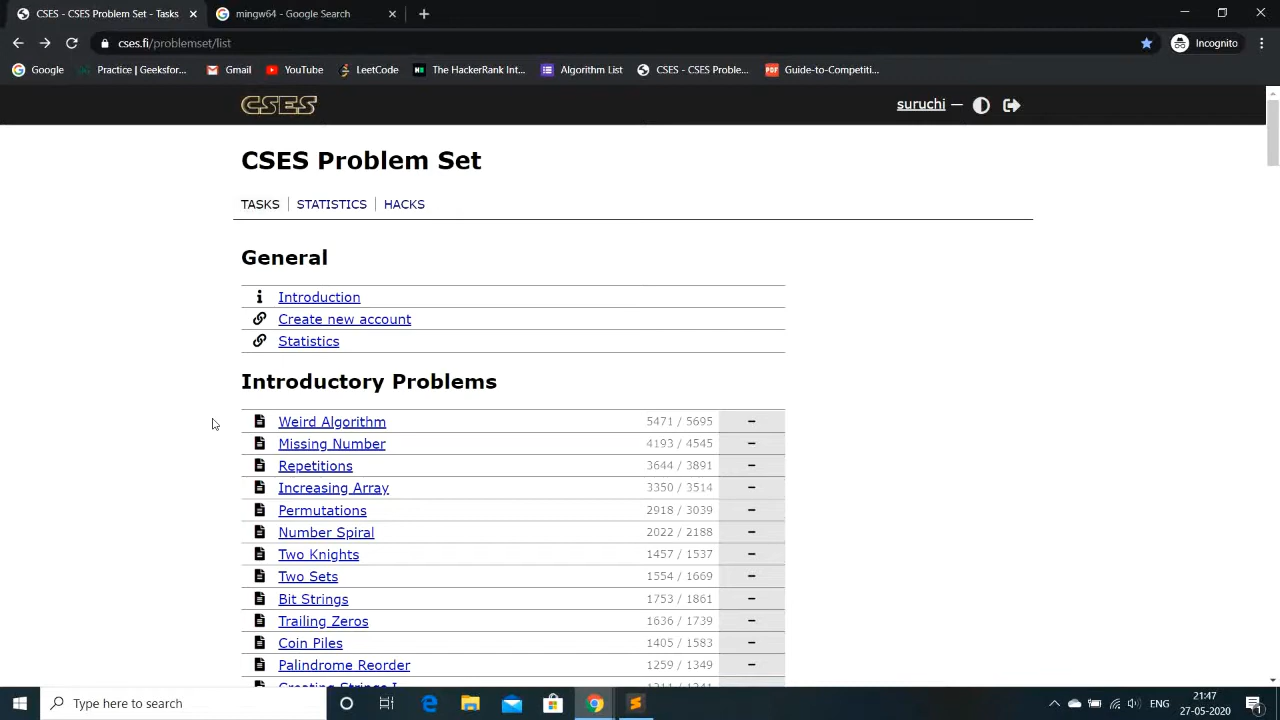 CSES - CSES Problem Set - Tasks
mingw64 - Google Search
cses.fi/problemset/list
Incognito
Google
Practice | Geeksfor...
Gmail
YouTube
LeetCode
The HackerRank Int...
Algorithm List
CSES - CSES Proble...
Guide-to-Competiti...
CSES
suruchi —
CSES Problem Set
TASKS | STATISTICS | HACKS
General
Introduction
Create new account
Statistics
Introductory Problems
Weird Algorithm 5471 / 5695 –
Missing Number 4193 / 4545 –
Repetitions 3644 / 3891 –
Increasing Array 3350 / 3514 –
Permutations 2918 / 3039 –
Number Spiral 2022 / 2188 –
Two Knights 1457 / 1537 –
Two Sets 1554 / 1669 –
Bit Strings 1753 / 1861 –
Trailing Zeros 1636 / 1739 –
Coin Piles 1405 / 1583 –
Palindrome Reorder 1259 / 1349 –
Creating Strings I
Type here to search
ENG
21:47
27-05-2020